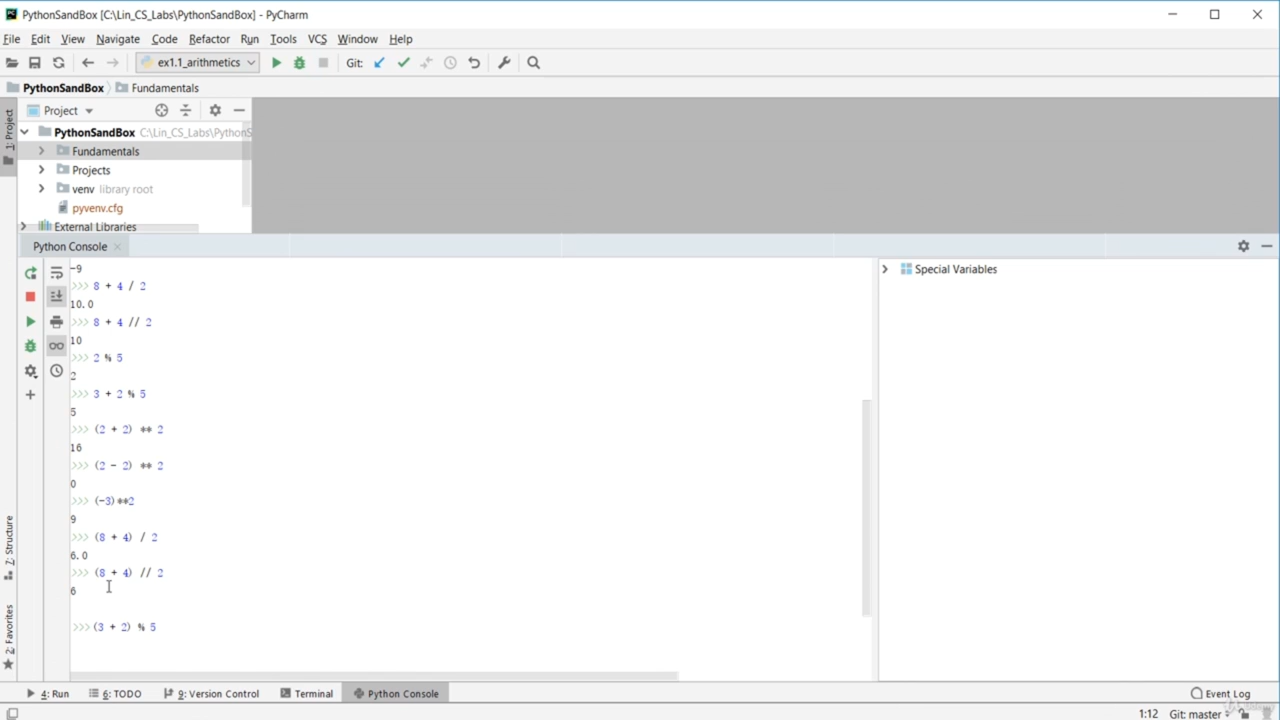 PythonSandBox [C:\Lin_CS_Labs\PythonSandBox] - PyCharm
File Edit View Navigate Code Refactor Run Tools VCS Window Help
ex1.1_arithmetics Git:
PythonSandBox Fundamentals
Project
PythonSandBox C:\Lin_CS_Labs\PythonS
Fundamentals
Projects
venv library root
pyvenv.cfg
External Libraries
1: Project
Python Console
-9
>>> 8 + 4 / 2
10.0
>>> 8 + 4 // 2
10
>>> 2 % 5
2
>>> 3 + 2 % 5
5
>>> (2 + 2) ** 2
16
>>> (2 - 2) ** 2
0
>>> (-3)**2
9
>>> (8 + 4) / 2
6.0
>>> (8 + 4) // 2
6
>>> (3 + 2) % 5
Special Variables
Z: Structure
2: Favorites
4: Run 6: TODO 9: Version Control Terminal Python Console Event Log
1:12 Git: master